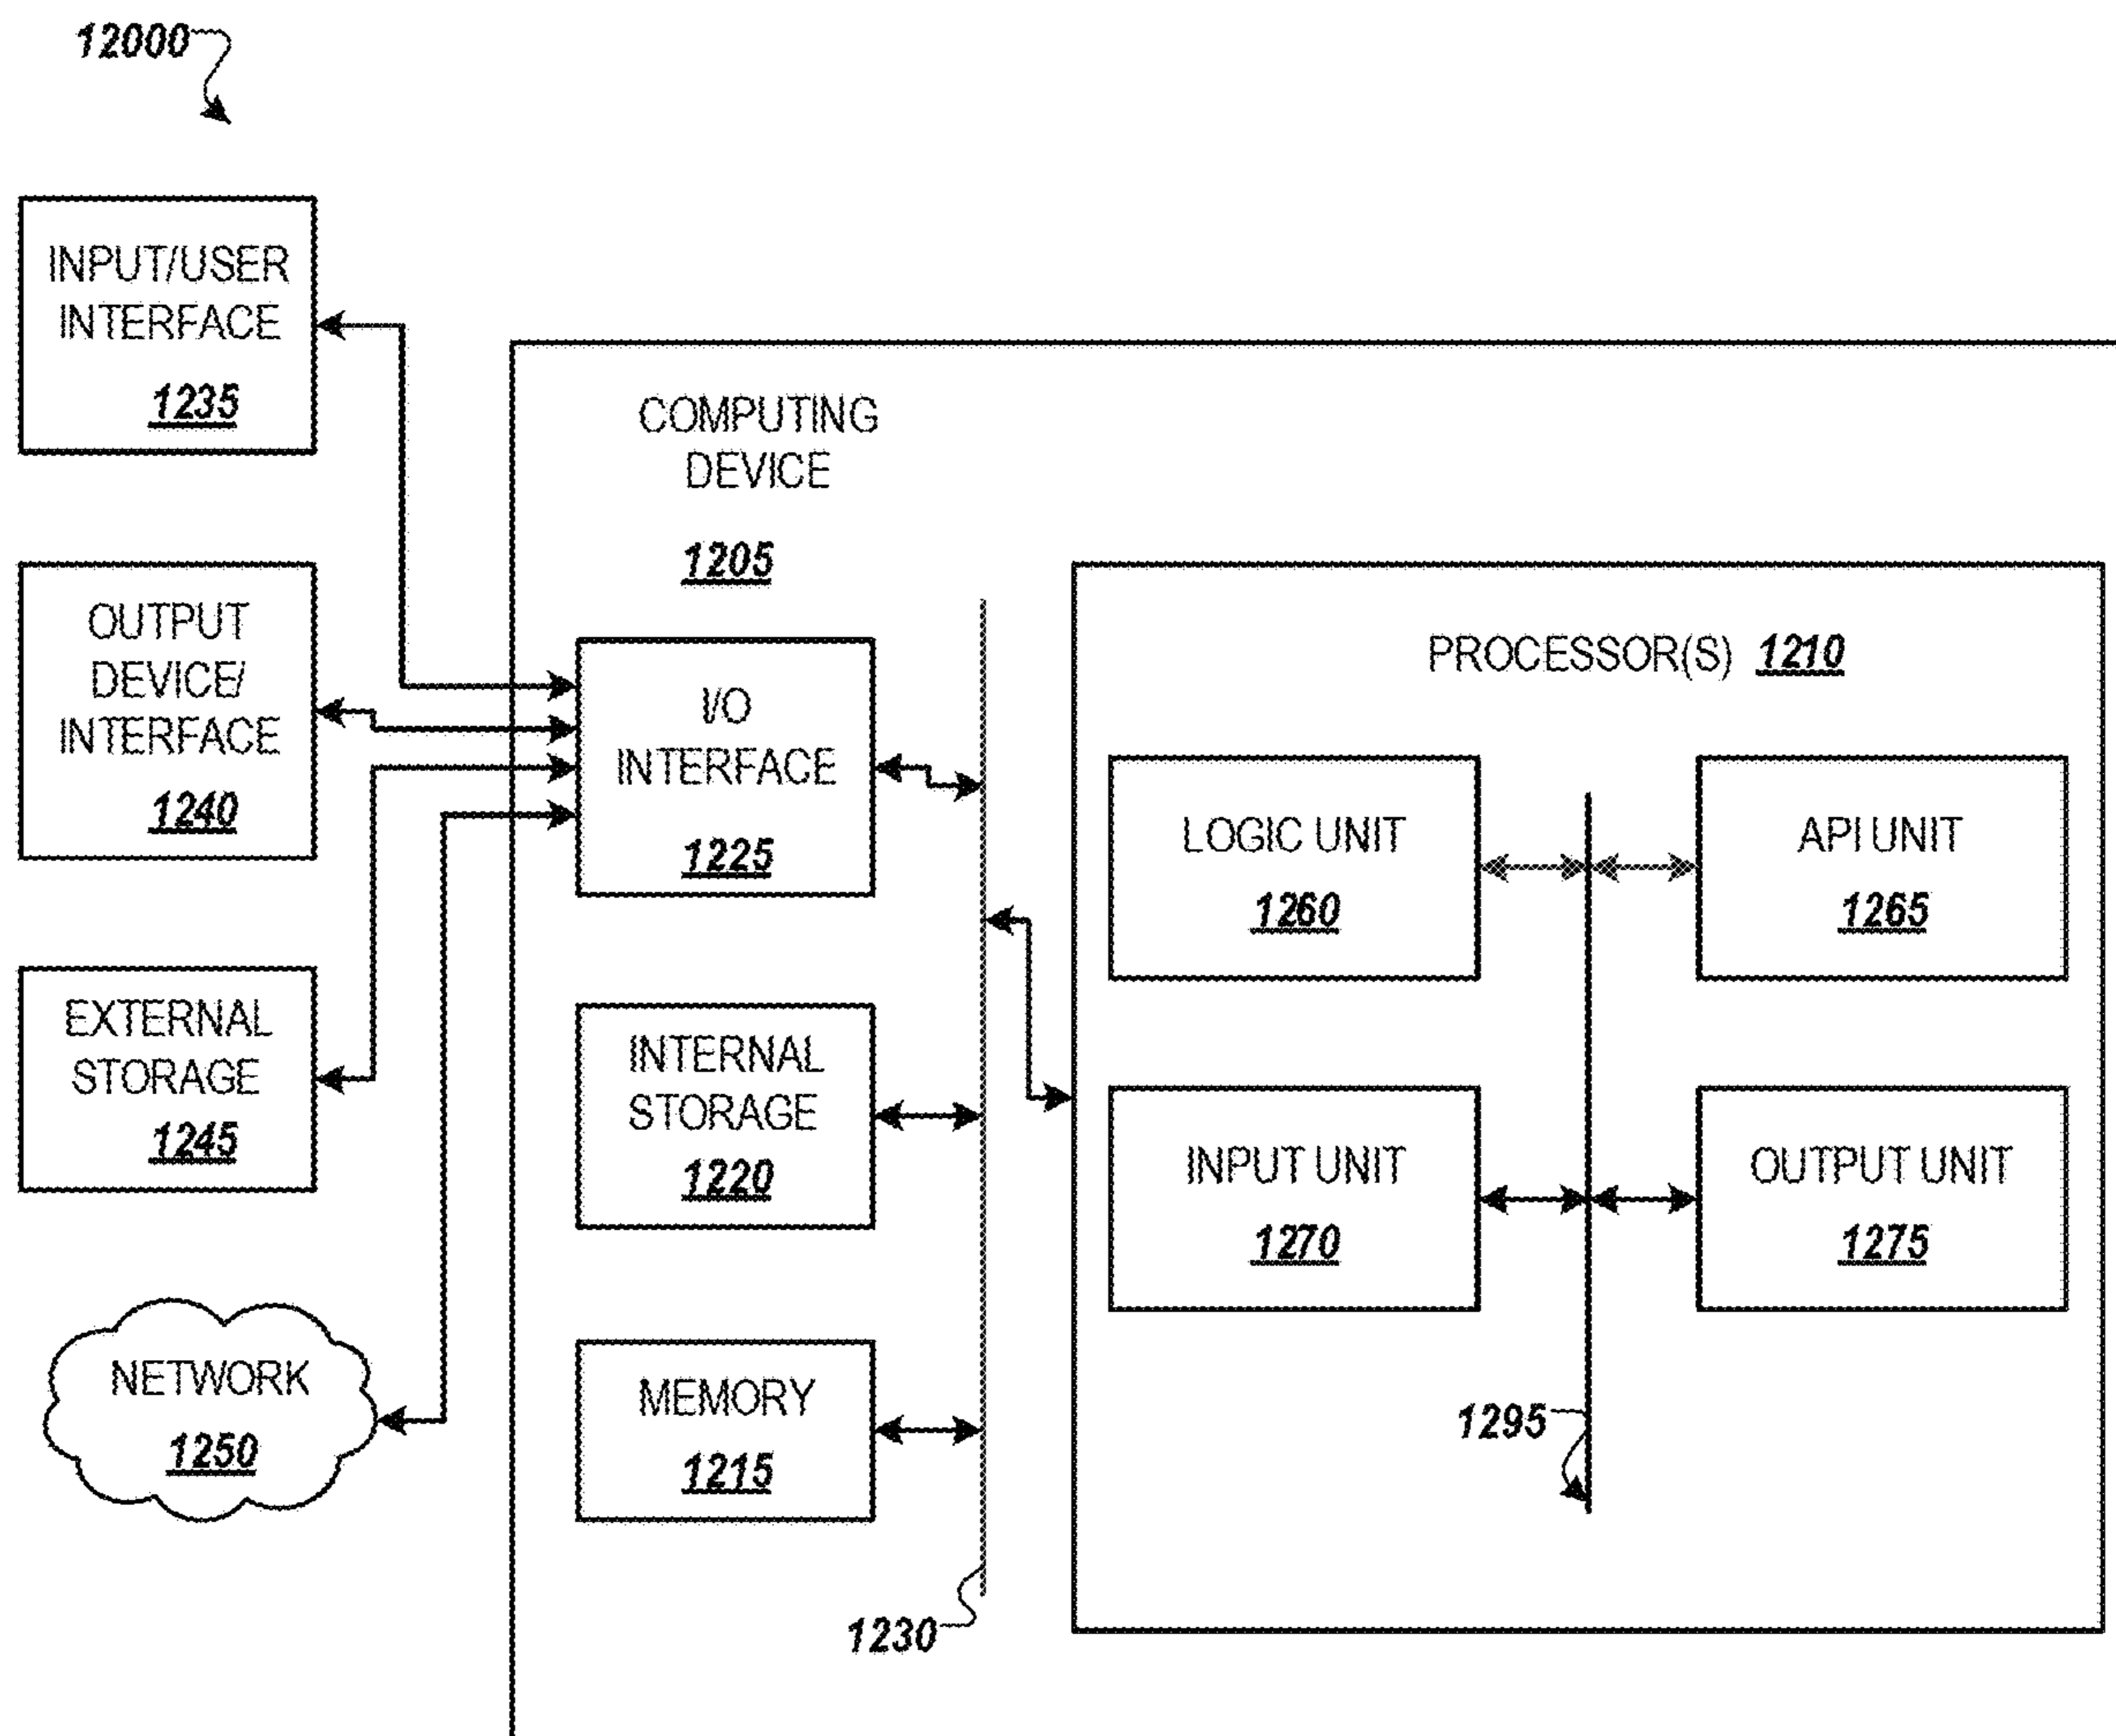 12000
INPUT/USER
INTERFACE
1235
OUTPUT
DEVICE/
INTERFACE
1240
EXTERNAL
STORAGE
1245
NETWORK
1250
COMPUTING
DEVICE
1205
I/O
INTERFACE
1225
INTERNAL
STORAGE
1220
MEMORY
1215
1230
PROCESSOR(S) 1210
LOGIC UNIT
1260
API UNIT
1265
INPUT UNIT
1270
OUTPUT UNIT
1275
1295